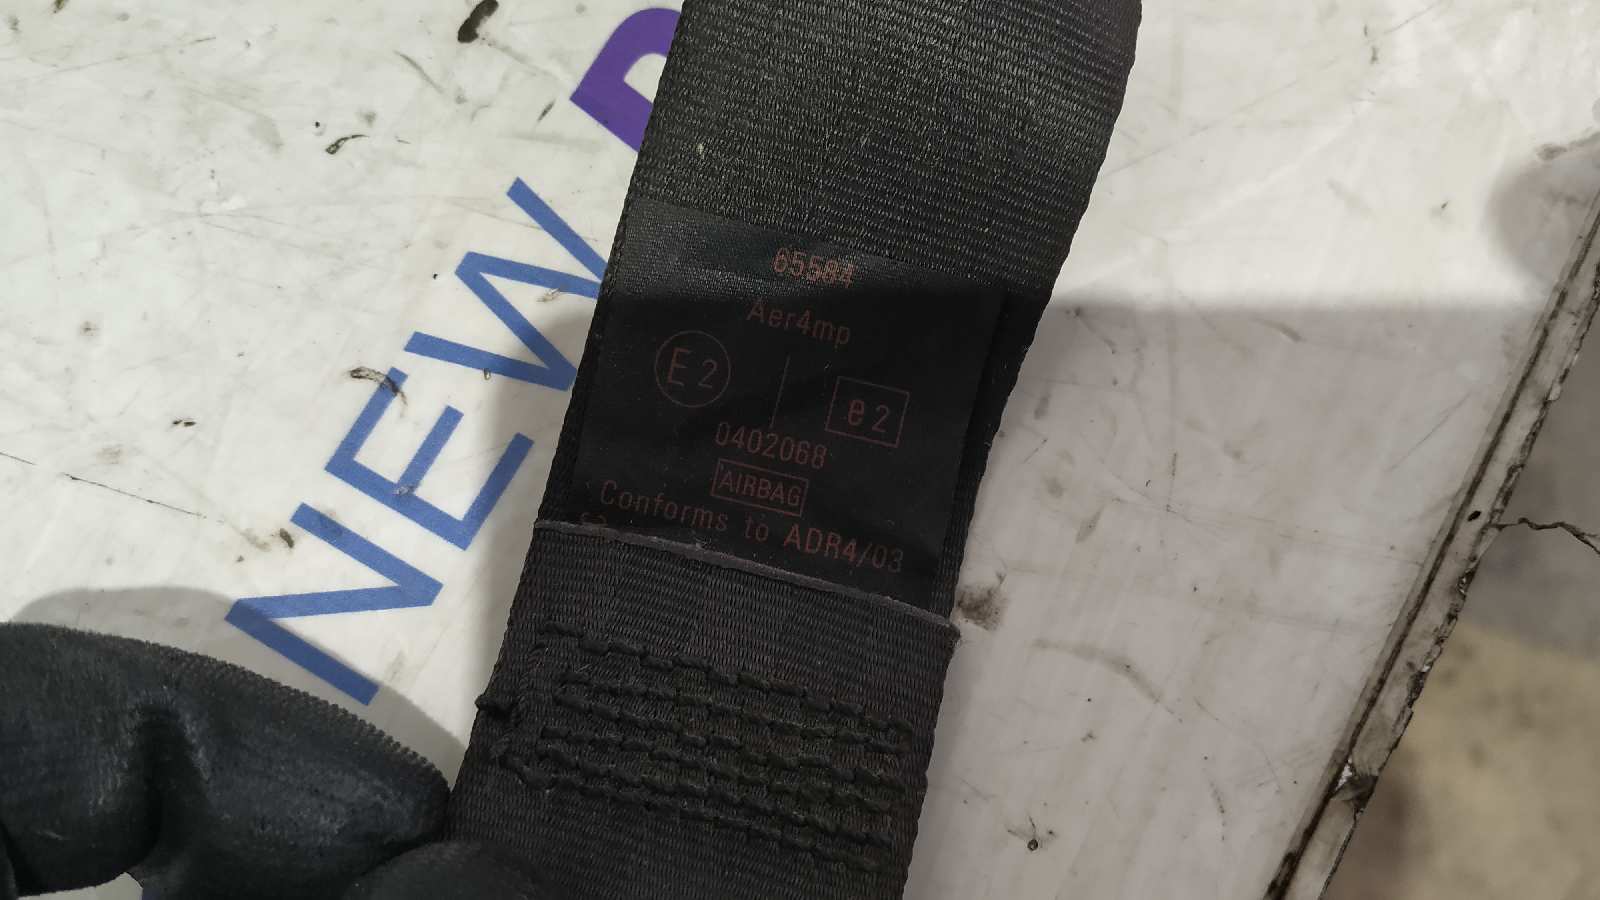 65584
Aer4mp
E2
e2
0402068
AIRBAG
Conforms to ADR4/03
NEW